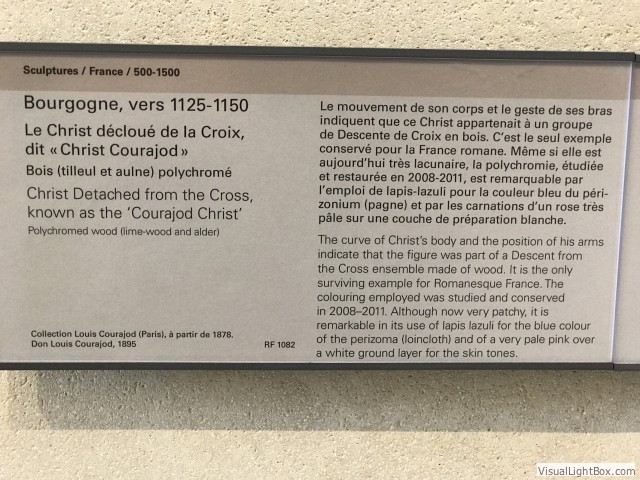 Sculptures / France / 500-1500
Bourgogne, vers 1125-1150
Le Christ décloué de la Croix,
dit « Christ Courajod »
Bois (tilleul et aulne) polychromé
Christ Detached from the Cross,
known as the ‘Courajod Christ’
Polychromed wood (lime-wood and alder)
Collection Louis Courajod (Paris), à partir de 1878.
Don Louis Courajod, 1895
RF 1082
Le mouvement de son corps et le geste de ses bras
indiquent que ce Christ appartenait à un groupe
de Descente de Croix en bois. C’est le seul exemple
conservé pour la France romane. Même si elle est
aujourd’hui très lacunaire, la polychromie, étudiée
et restaurée en 2008-2011, est remarquable par
l’emploi de lapis-lazuli pour la couleur bleu du péri-
zonium (pagne) et par les carnations d’un rose très
pâle sur une couche de préparation blanche.
The curve of Christ’s body and the position of his arms
indicate that the figure was part of a Descent from
the Cross ensemble made of wood. It is the only
surviving example for Romanesque France. The
colouring employed was studied and conserved
in 2008–2011. Although now very patchy, it is
remarkable in its use of lapis lazuli for the blue colour
of the perizoma (loincloth) and of a very pale pink over
a white ground layer for the skin tones.
VisualLightBox.com